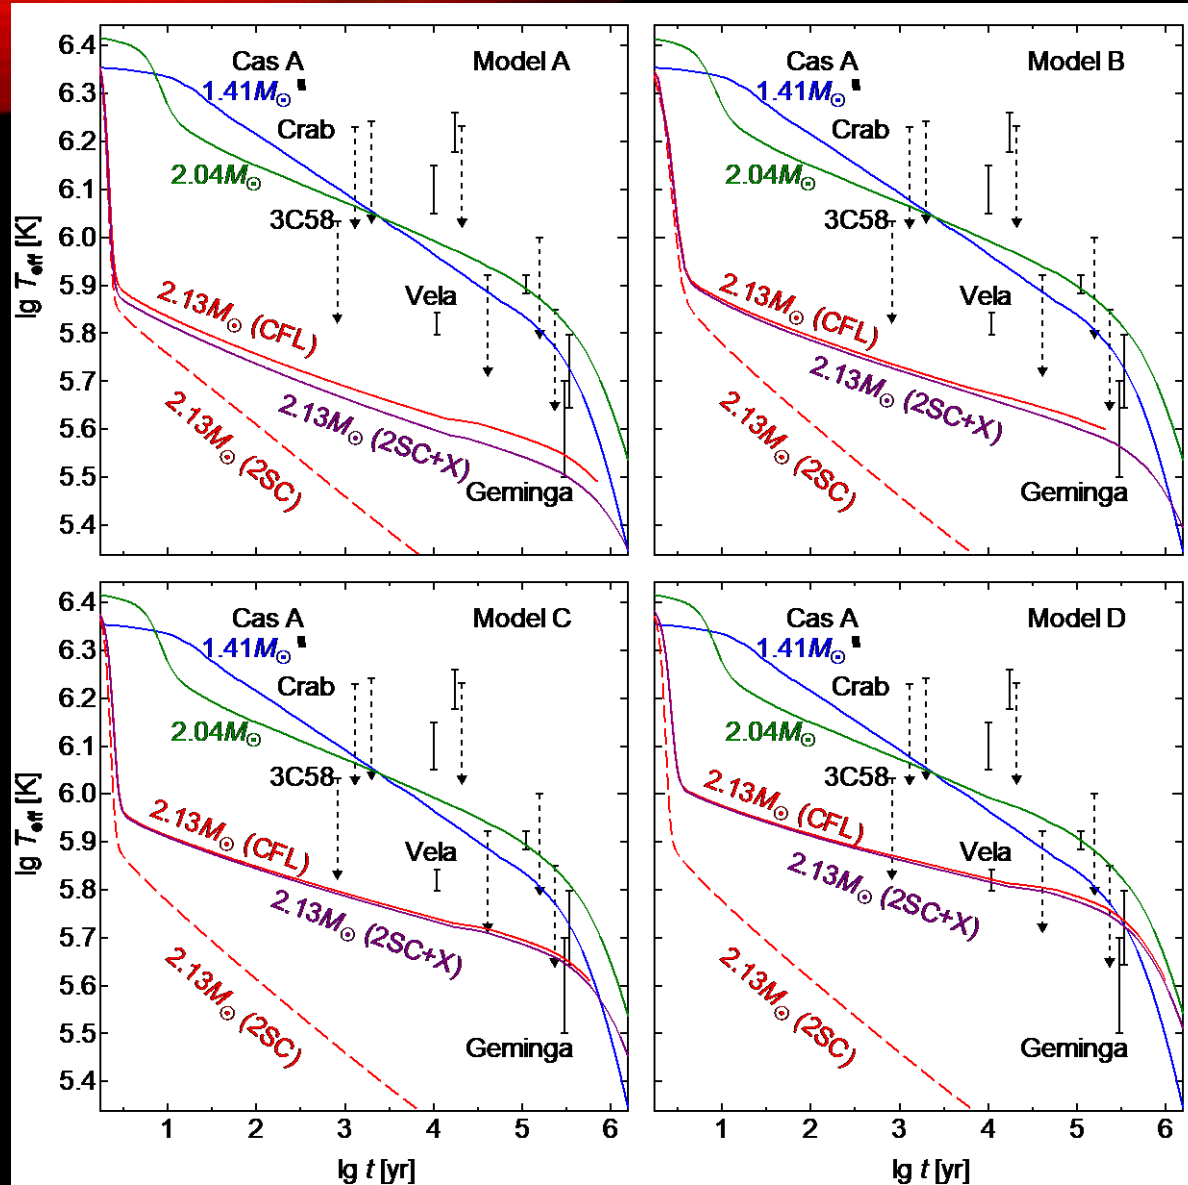 6.4
6.3
6.2
6.1
6.0
5.9
5.8
5.7
5.6
5.5
5.4
lg T_eff [K]
Cas A
Model A
1.41M⊙
Crab
2.04M⊙
3C58
2.13M⊙ (CFL)
Vela
2.13M⊙ (2SC+X)
2.13M⊙ (2SC)
Geminga
Cas A
Model B
1.41M⊙
Crab
2.04M⊙
3C58
2.13M⊙ (CFL)
Vela
2.13M⊙ (2SC+X)
2.13M⊙ (2SC)
Geminga
6.4
6.3
6.2
6.1
6.0
5.9
5.8
5.7
5.6
5.5
5.4
lg T_eff [K]
Cas A
Model C
1.41M⊙
Crab
2.04M⊙
3C58
2.13M⊙ (CFL)
Vela
2.13M⊙ (2SC+X)
2.13M⊙ (2SC)
Geminga
1 2 3 4 5 6
lg t [yr]
Cas A
Model D
1.41M⊙
Crab
2.04M⊙
3C58
2.13M⊙ (CFL)
Vela
2.13M⊙ (2SC+X)
2.13M⊙ (2SC)
Geminga
1 2 3 4 5 6
lg t [yr]